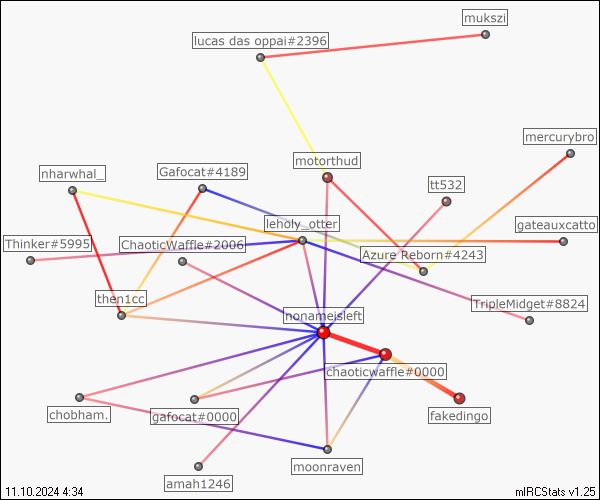 mukszi
lucas das oppai#2396
mercurybro
motorthud
nharwhal_
Gafocat#4189
tt532
leholy_otter
gateauxcatto
Thinker#5995
ChaoticWaffle#2006
Azure Reborn#4243
then1cc
TripleMidget#8824
nonameisleft
chaoticwaffle#0000
chobham.
gafocat#0000
fakedingo
moonraven
amah1246
11.10.2024 4:34
mIRCStats v1.25